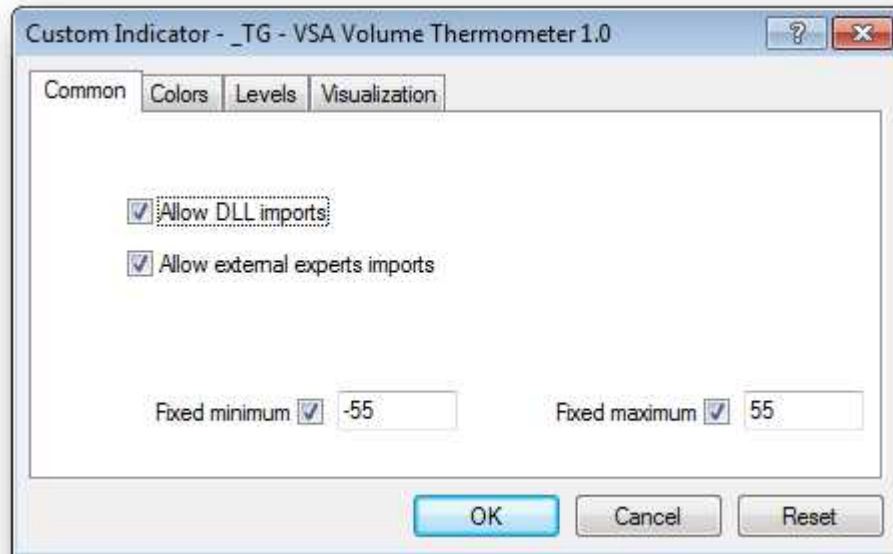 Custom Indicator - _TG - VSA Volume Thermometer 1.0
Common Colors Levels Visualization
Allow DLL imports
Allow external experts imports
Fixed minimum -55 Fixed maximum 55
OK Cancel Reset